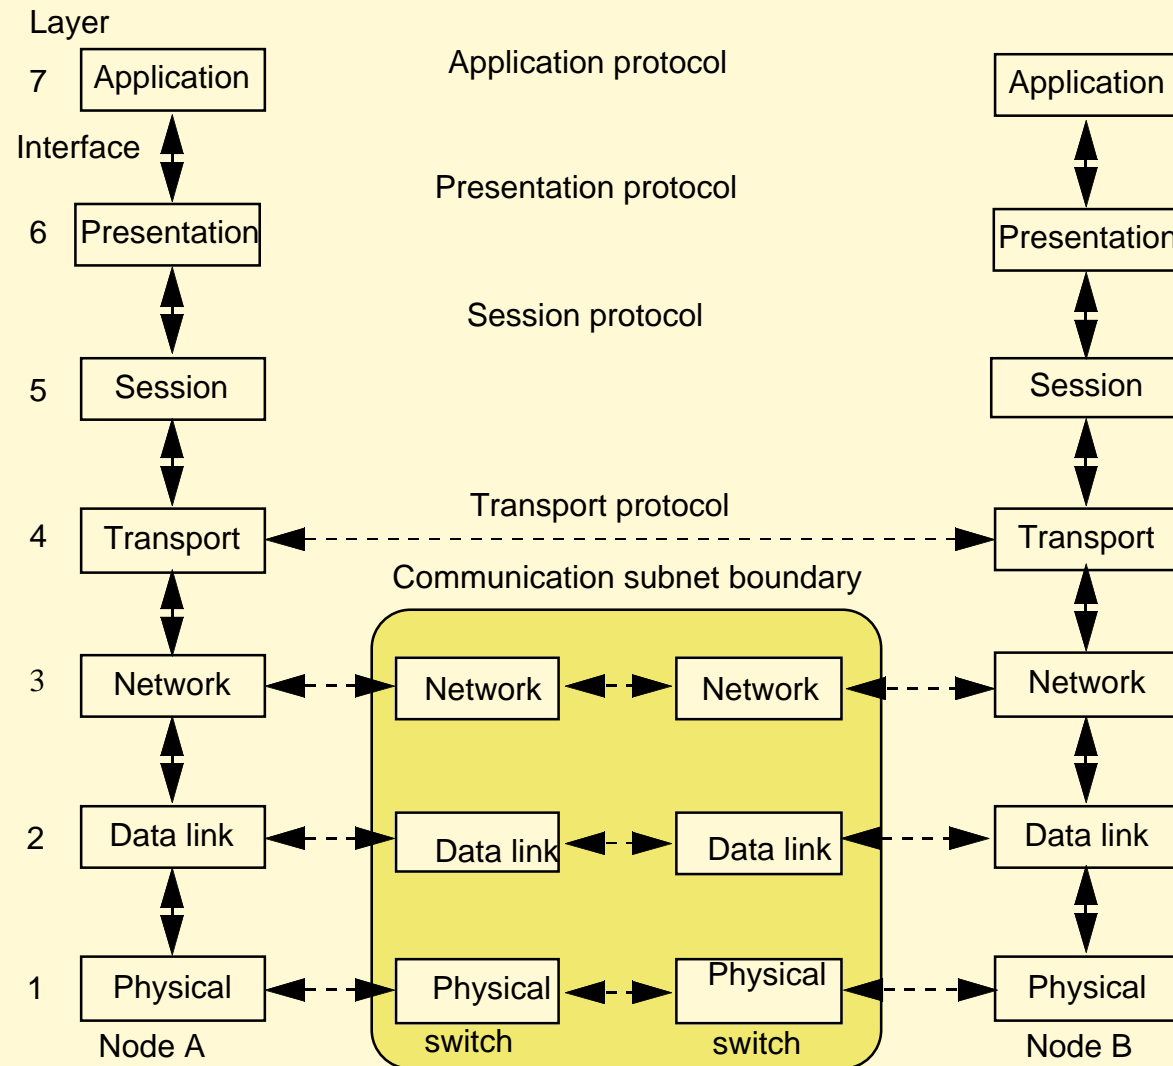 Layer
7 Application Application protocol Application
Interface
Presentation protocol
6 Presentation Presentation
Session protocol
5 Session Session
Transport protocol
4 Transport Transport
Communication subnet boundary
3 Network Network Network Network
2 Data link Data link Data link Data link
1 Physical Physical Physical Physical
Node A switch switch Node B